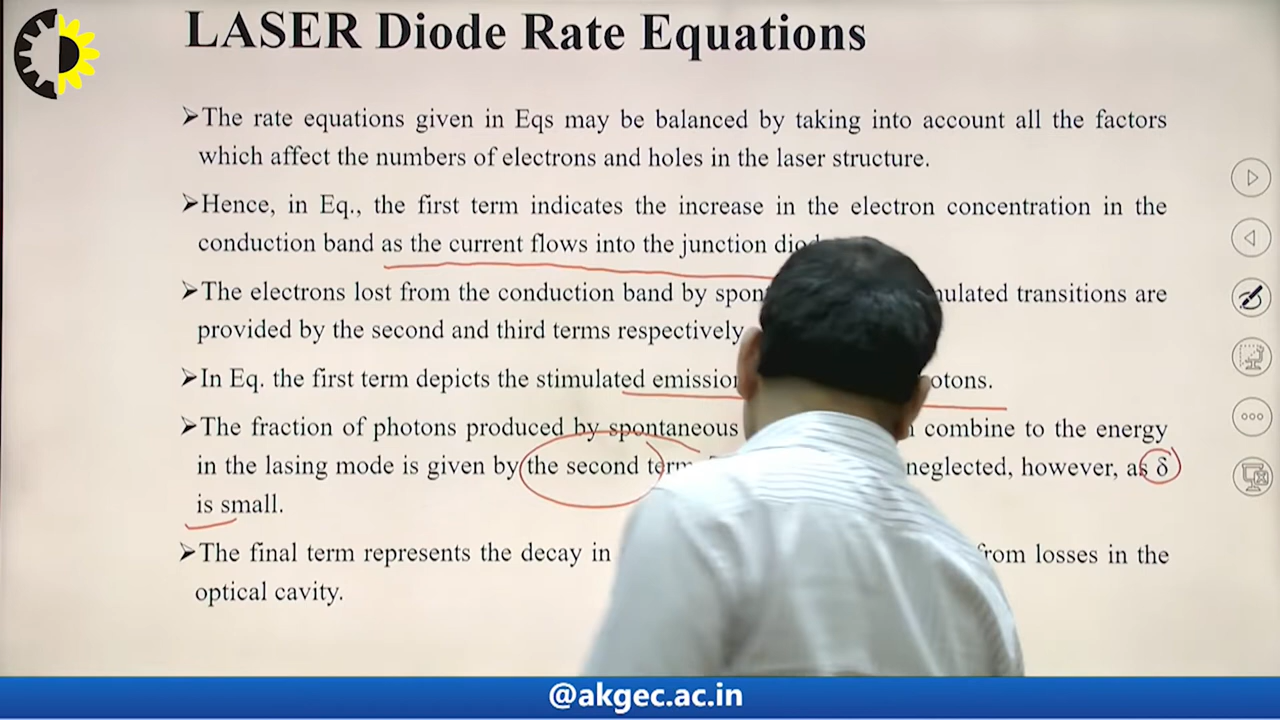 LASER Diode Rate Equations
➢The rate equations given in Eqs may be balanced by taking into account all the factors
which affect the numbers of electrons and holes in the laser structure.
➢Hence, in Eq., the first term indicates the increase in the electron concentration in the
conduction band as the current flows into the junction
➢The electrons lost from the conduction band by transitions are
provided by the second and third terms respectively
➢In Eq. the first term depicts the stimulated
➢The fraction of photons produced by spontaneous combine to the energy
in the lasing mode is given by the second term neglected, however, as δ
is small.
➢The final term represents the decay in from losses in the
optical cavity.
@akgec.ac.in